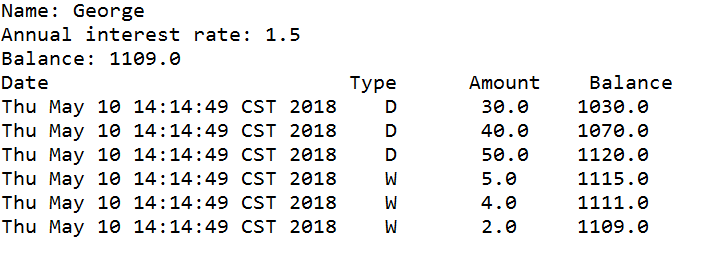 Name: George
Annual interest rate: 1.5
Balance: 1109.0
Date Type Amount Balance
Thu May 10 14:14:49 CST 2018 D 30.0 1030.0
Thu May 10 14:14:49 CST 2018 D 40.0 1070.0
Thu May 10 14:14:49 CST 2018 D 50.0 1120.0
Thu May 10 14:14:49 CST 2018 W 5.0 1115.0
Thu May 10 14:14:49 CST 2018 W 4.0 1111.0
Thu May 10 14:14:49 CST 2018 W 2.0 1109.0